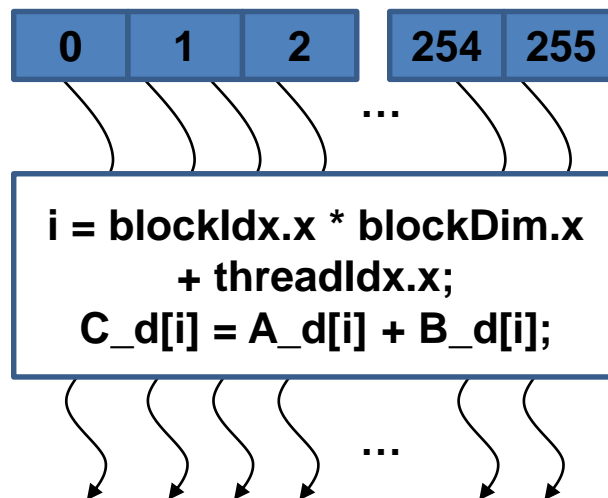 0 1 2 254 255
...
i = blockIdx.x * blockDim.x
+ threadIdx.x;
C_d[i] = A_d[i] + B_d[i];
...